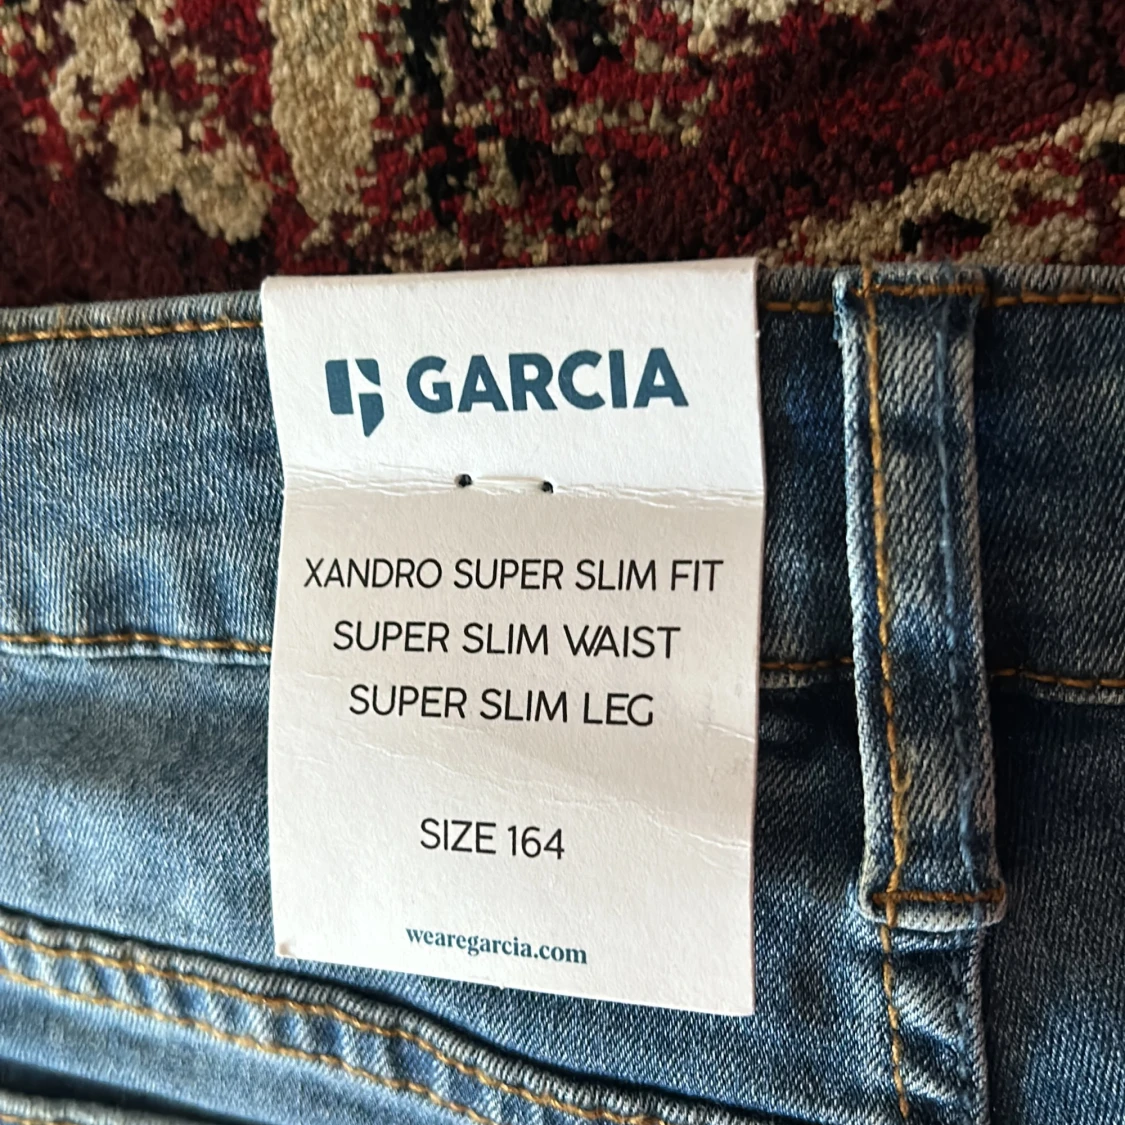 GARCIA
XANDRO SUPER SLIM FIT
SUPER SLIM WAIST
SUPER SLIM LEG
SIZE 164
wearegarcia.com